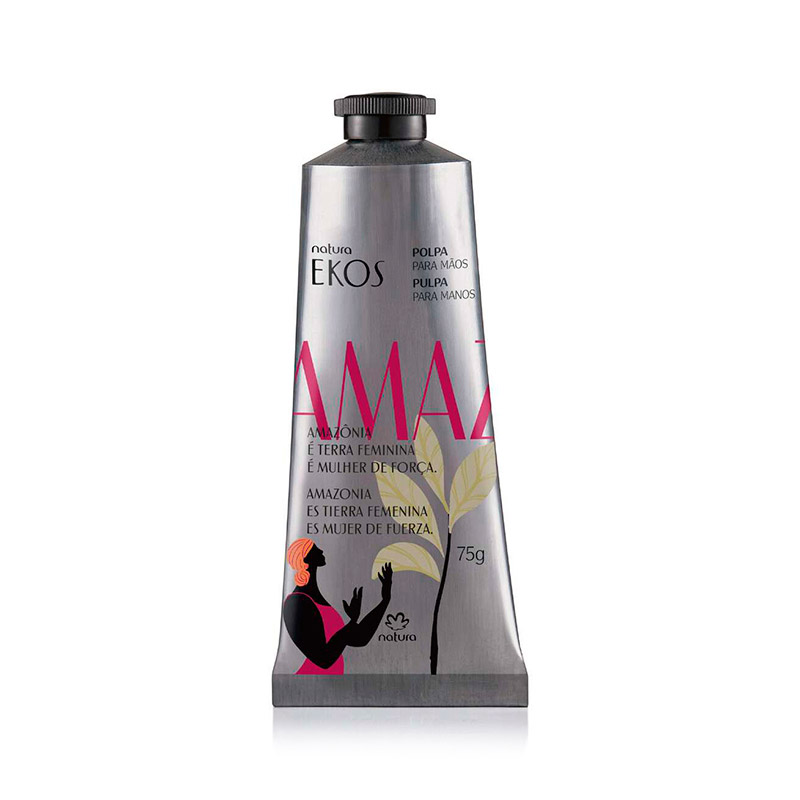 natura
EKOS
POLPA
PARA MÃOS
PULPA
PARA MANOS
AMAZ
AMAZÔNIA
É TERRA FEMININA
É MULHER DE FORÇA.
AMAZONIA
ES TIERRA FEMENINA
ES MUJER DE FUERZA.
75g
natura